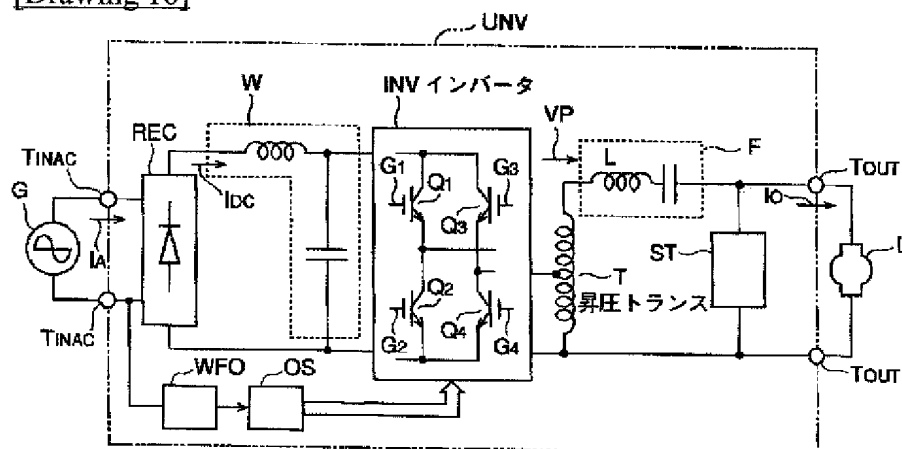 [Drawing 10]
UNV
INV インバータ
W
REC
VP
F
L
TINAC
TOUT
G
IDC
G1
Q1
G3
Q3
IO
IA
ST
T
昇圧トランス
Q2
G2
Q4
G4
TINAC
TOUT
WFO
OS